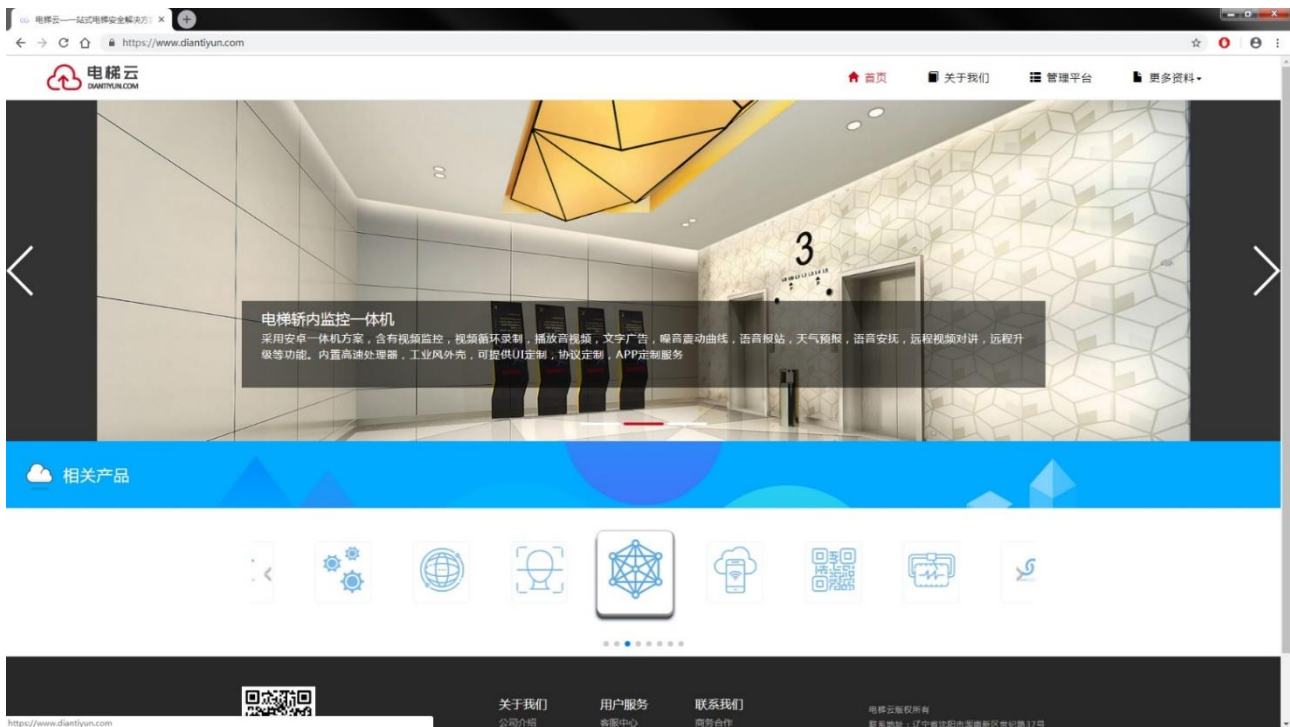 电梯云——一站式电梯安全解决方
https://www.diantiyun.com
电梯云
DIANTIYUN.COM
首页
关于我们
管理平台
更多资料
3
电梯轿内监控一体机
采用安卓一体机方案，含有视频监控，视频循环录制，播放音视频，文字广告，噪音震动曲线，语音报站，天气预报，语音安抚，远程视频对讲，远程升
级等功能。内置高速处理器，工业风外壳，可提供UI定制，协议定制，APP定制服务
相关产品
关于我们
用户服务
联系我们
公司介绍
客服中心
商务合作
电梯云版权所有
https://www.diantiyun.com